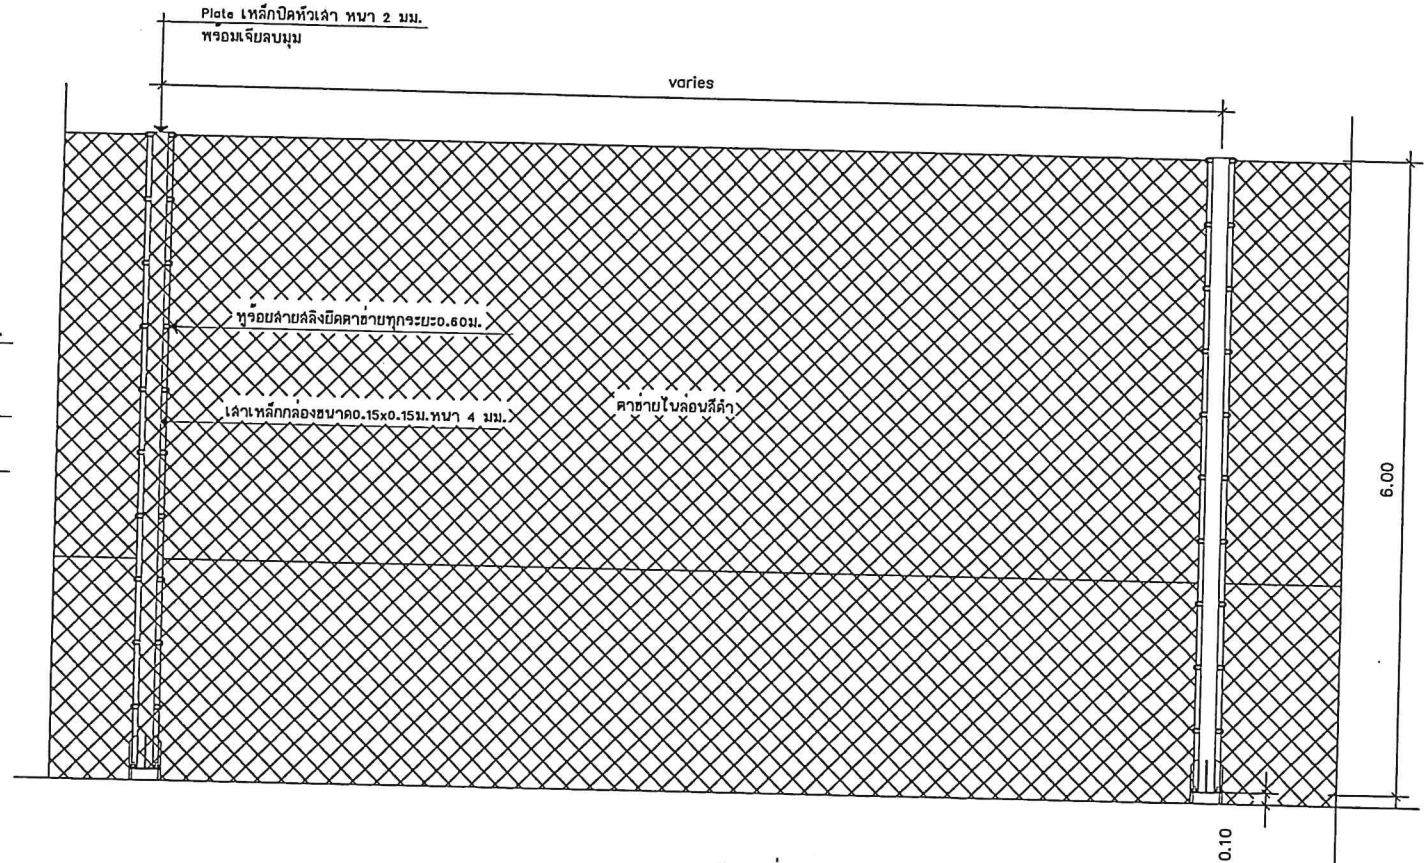 Plate เหล็กปิดหัวเสา หนา 2 มม.
พร้อมเจียลบมุม
varies
หูร้อยสายสลิงยึดตาข่ายทุกระยะ0.60ม.
เสาเหล็กกล่องขนาด0.15x0.15ม.หนา 4 มม.
ตาข่ายไนล่อนสีดำ
6.00
0.10